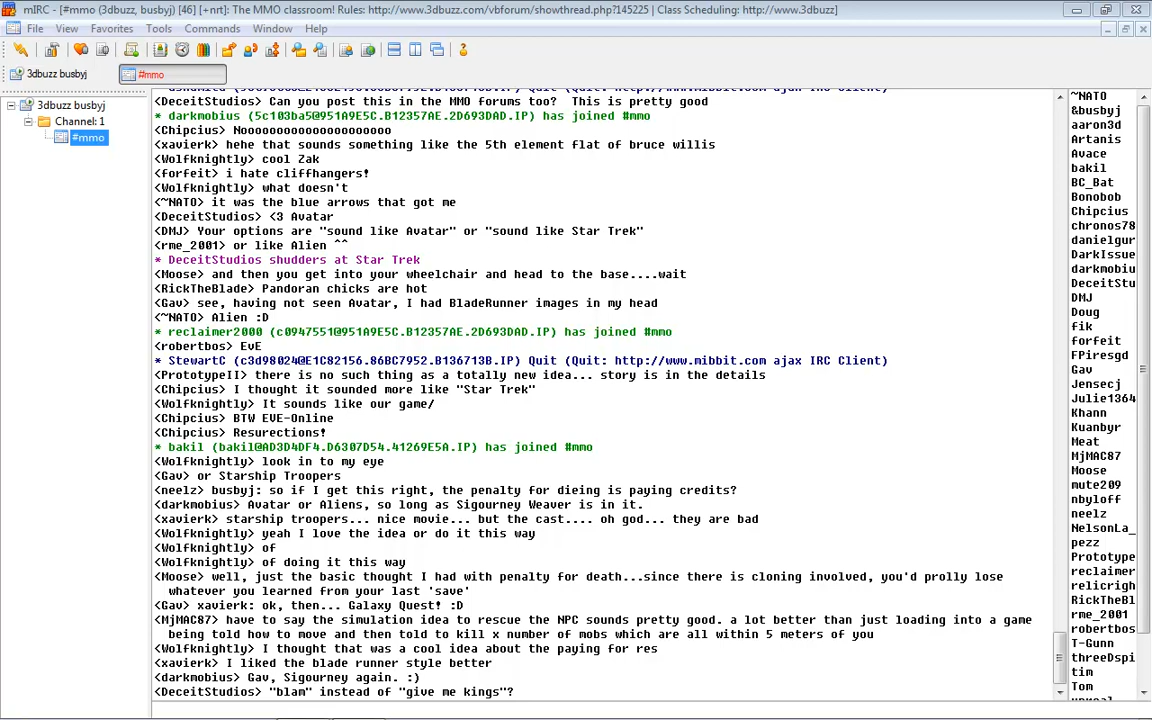 mIRC - [#mmo (3dbuzz, busbyj) [46] [+nrt]: The MMO classroom! Rules: http://www.3dbuzz.com/vbforum/showthread.php?145225 | Class Scheduling: http://www.3dbuzz]
File View Favorites Tools Commands Window Help
3dbuzz busbyj #mmo
3dbuzz busbyj
Channel: 1
#mmo
<DeceitStudios> Can you post this in the MMO forums too? This is pretty good
* darkmobius (5c103ba5@951A9E5C.B12357AE.2D693DAD.IP) has joined #mmo
<Chipcius> Nooooooooooooooooooooo
<xavierk> hehe that sounds something like the 5th element flat of bruce willis
<Wolfknightly> cool Zak
<forfeit> i hate cliffhangers!
<Wolfknightly> what doesn't
<~NATO> it was the blue arrows that got me
<DeceitStudios> <3 Avatar
<DMJ> Your options are "sound like Avatar" or "sound like Star Trek"
<rme_2001> or like Alien ^^
* DeceitStudios shudders at Star Trek
<Moose> and then you get into your wheelchair and head to the base....wait
<RickTheBlade> Pandoran chicks are hot
<Gav> see, having not seen Avatar, I had BladeRunner images in my head
<~NATO> Alien :D
* reclaimer2000 (c0947551@951A9E5C.B12357AE.2D693DAD.IP) has joined #mmo
<robertbos> EvE
* StewartC (c3d98024@E1C82156.86BC7952.B136713B.IP) Quit (Quit: http://www.mibbit.com ajax IRC Client)
<PrototypeII> there is no such thing as a totally new idea... story is in the details
<Chipcius> I thought it sounded more like "Star Trek"
<Wolfknightly> It sounds like our game/
<Chipcius> BTW EVE-Online
<Chipcius> Resurections!
* bakil (bakil@AD3D4DF4.D6307D54.41269E5A.IP) has joined #mmo
<Wolfknightly> look in to my eye
<Gav> or Starship Troopers
<neelz> busbyj: so if I get this right, the penalty for dieing is paying credits?
<darkmobius> Avatar or Aliens, so long as Sigourney Weaver is in it.
<xavierk> starship troopers... nice movie... but the cast.... oh god... they are bad
<Wolfknightly> yeah I love the idea or do it this way
<Wolfknightly> of
<Wolfknightly> of doing it this way
<Moose> well, just the basic thought I had with penalty for death...since there is cloning involved, you'd prolly lose
whatever you learned from your last 'save'
<Gav> xavierk: ok, then... Galaxy Quest! :D
<MjMAC87> have to say the simulation idea to rescue the NPC sounds pretty good. a lot better than just loading into a game
being told how to move and then told to kill x number of mobs which are all within 5 meters of you
<Wolfknightly> I thought that was a cool idea about the paying for res
<xavierk> I liked the blade runner style better
<darkmobius> Gav, Sigourney again. :)
<DeceitStudios> "blam" instead of "give me kings"?
~NATO
&busbyj
aaron3d
Artanis
Avace
bakil
BC_Bat
Bonobob
Chipcius
chronos78
danielgur
DarkIssue
darkmobiu
DeceitStu
DMJ
Doug
fik
forfeit
FPiresgd
Gav
Jensecj
Julie1364
Khann
Kuanbyr
Meat
MjMAC87
Moose
mute209
nbyloff
neelz
NelsonLa_
pezz
Prototype
reclaimer
relicrigh
RickTheBl
rme_2001
robertbos
T-Gunn
threeDspi
tim
Tom